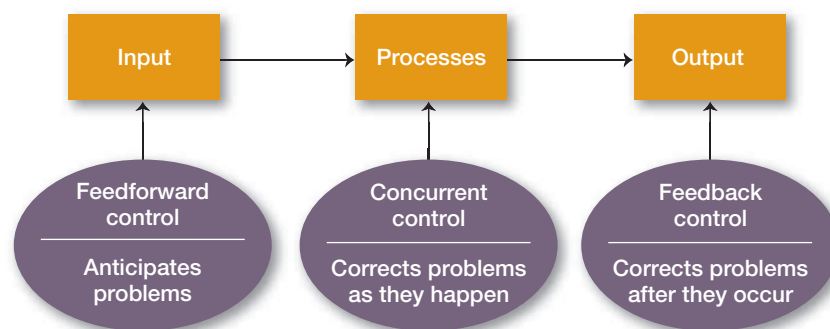 Input
Processes
Output
Feedforward
control
Anticipates
problems
Concurrent
control
Corrects problems
as they happen
Feedback
control
Corrects problems
after they occur